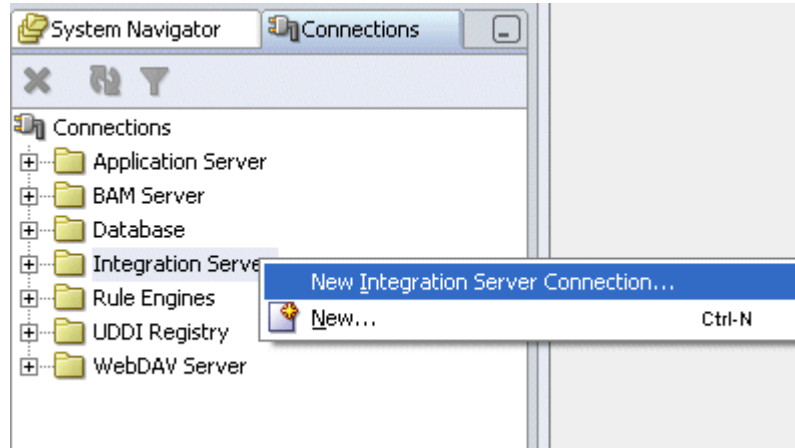 System Navigator Connections
Connections
Application Server
BAM Server
Database
Integration Serve
New Integration Server Connection...
Rule Engines
New... Ctrl-N
UDDI Registry
WebDAV Server